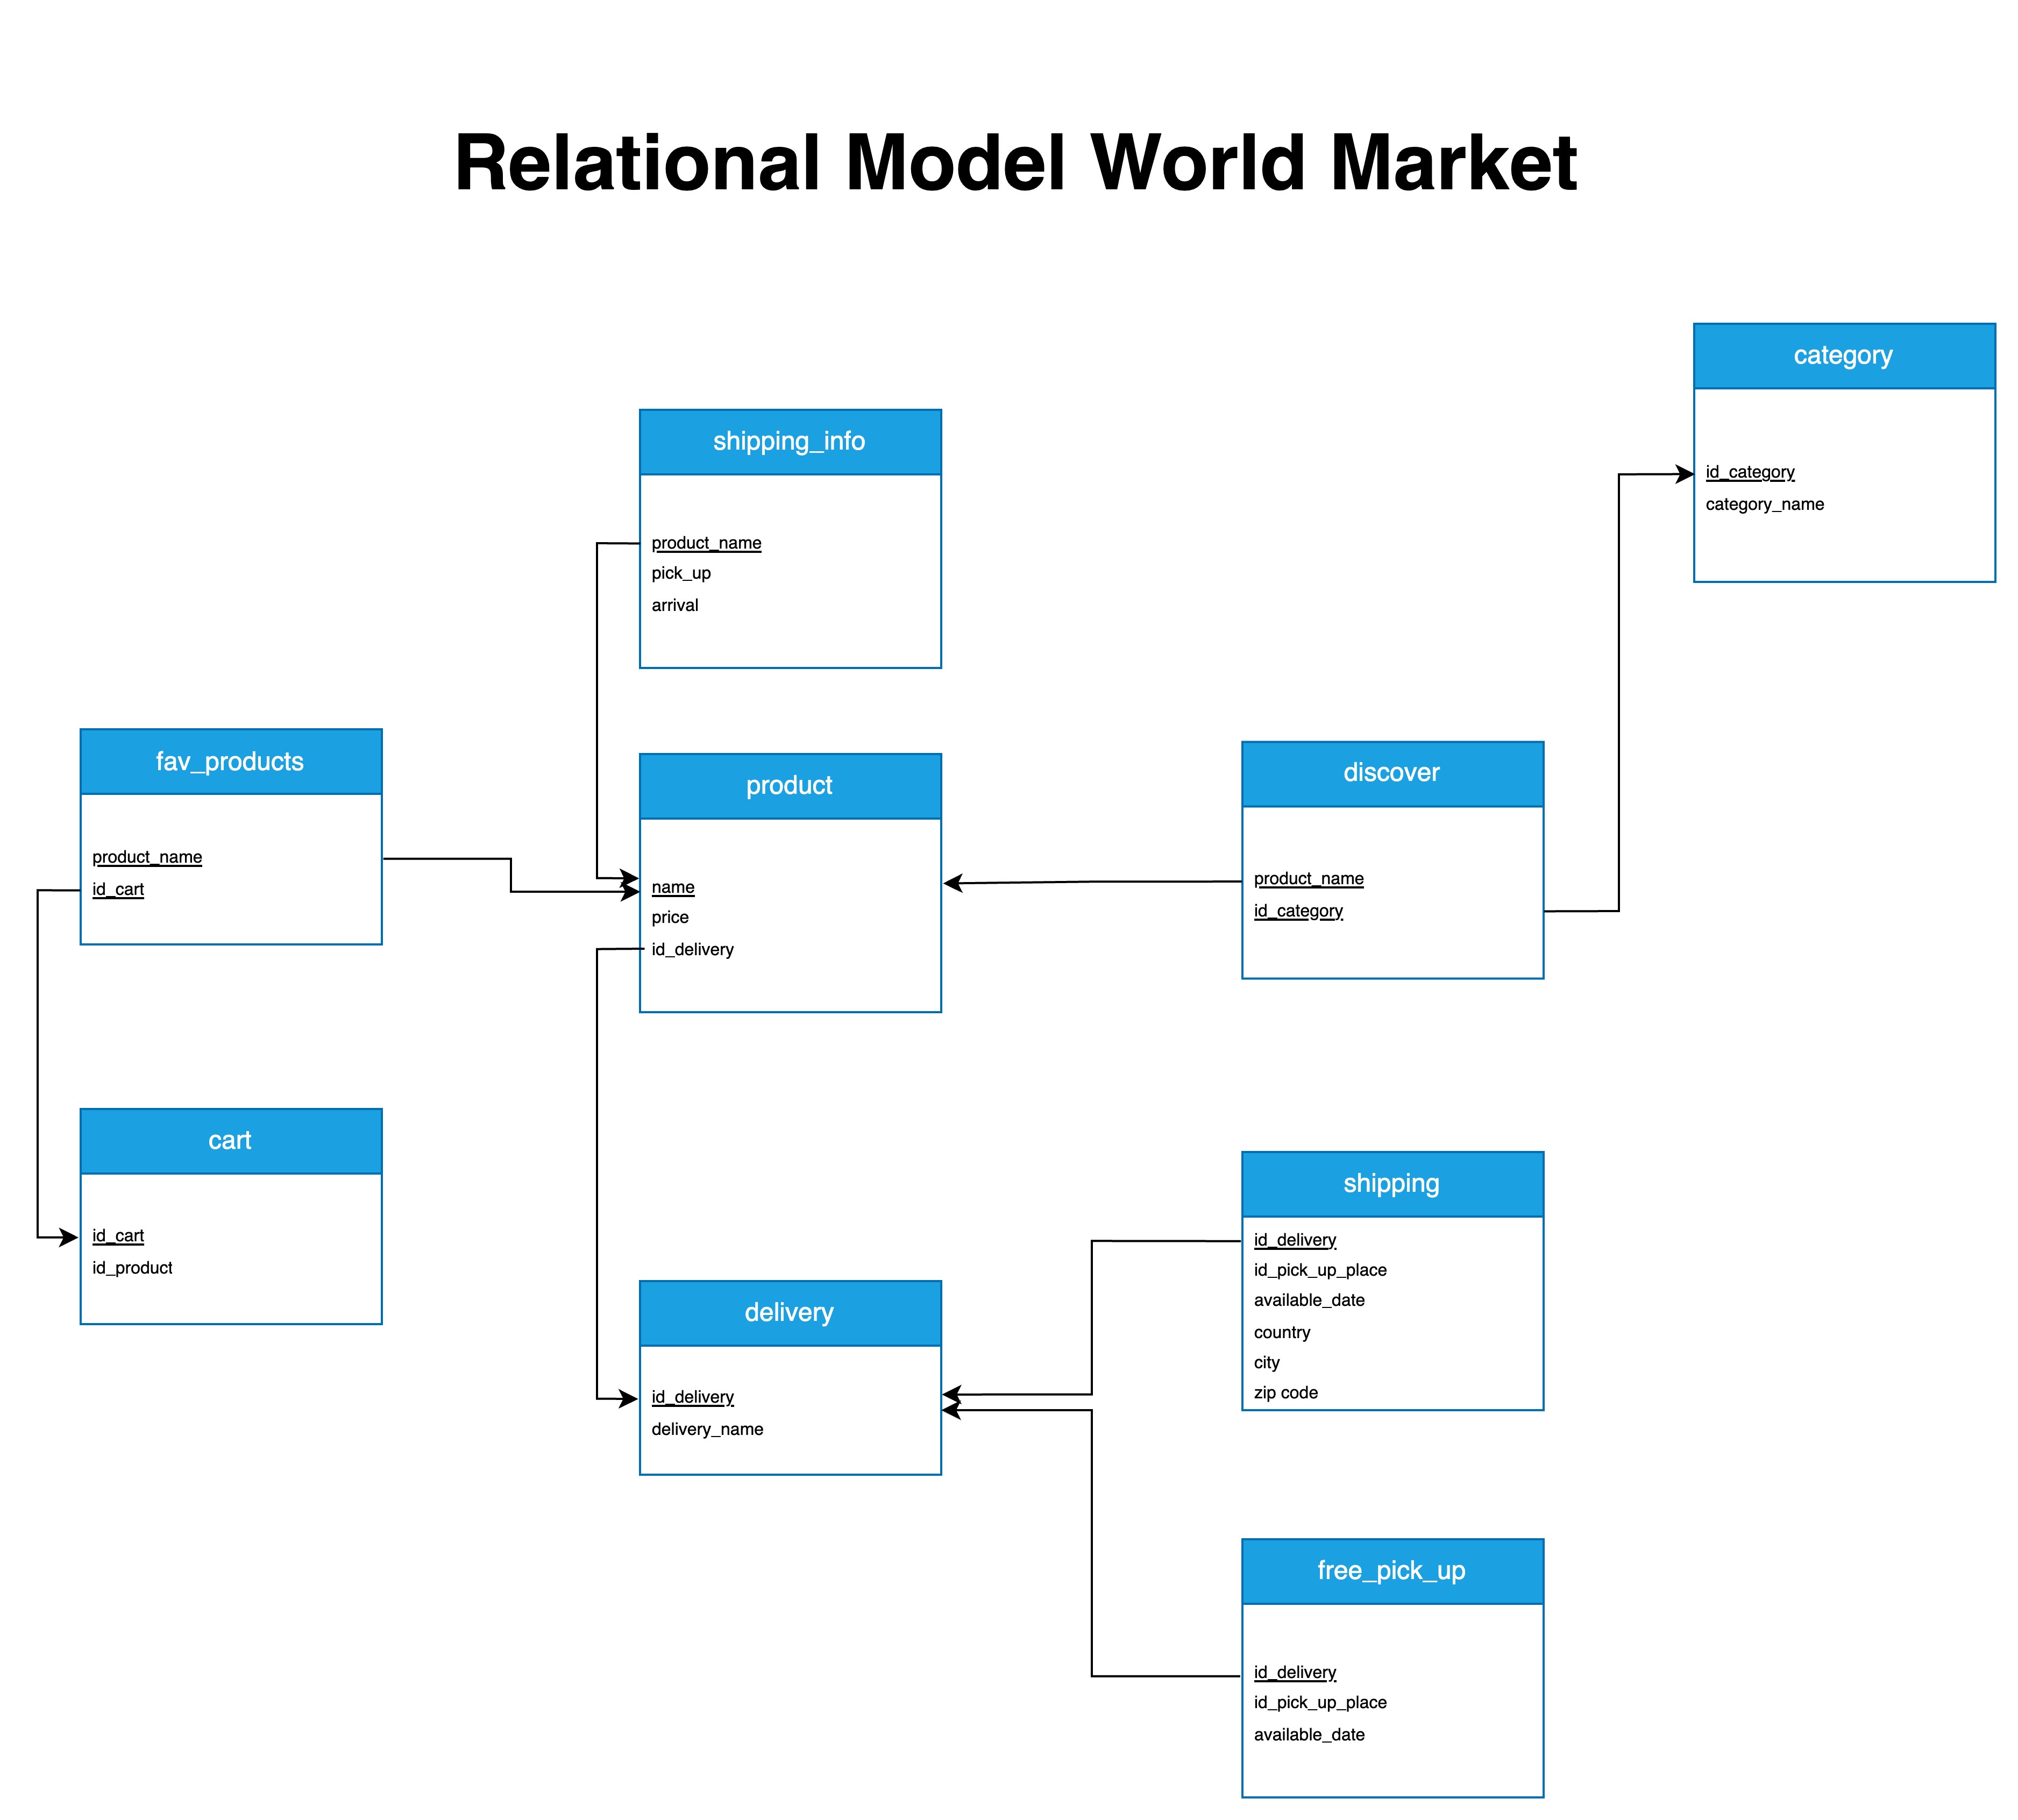 Relational Model World Market
category
id_category
category_name
shipping_info
product_name
pick_up
arrival
fav_products
product_name
id_cart
product
name
price
id_delivery
discover
product_name
id_category
cart
id_cart
id_product
shipping
id_delivery
id_pick_up_place
available_date
country
city
zip code
delivery
id_delivery
delivery_name
free_pick_up
id_delivery
id_pick_up_place
available_date